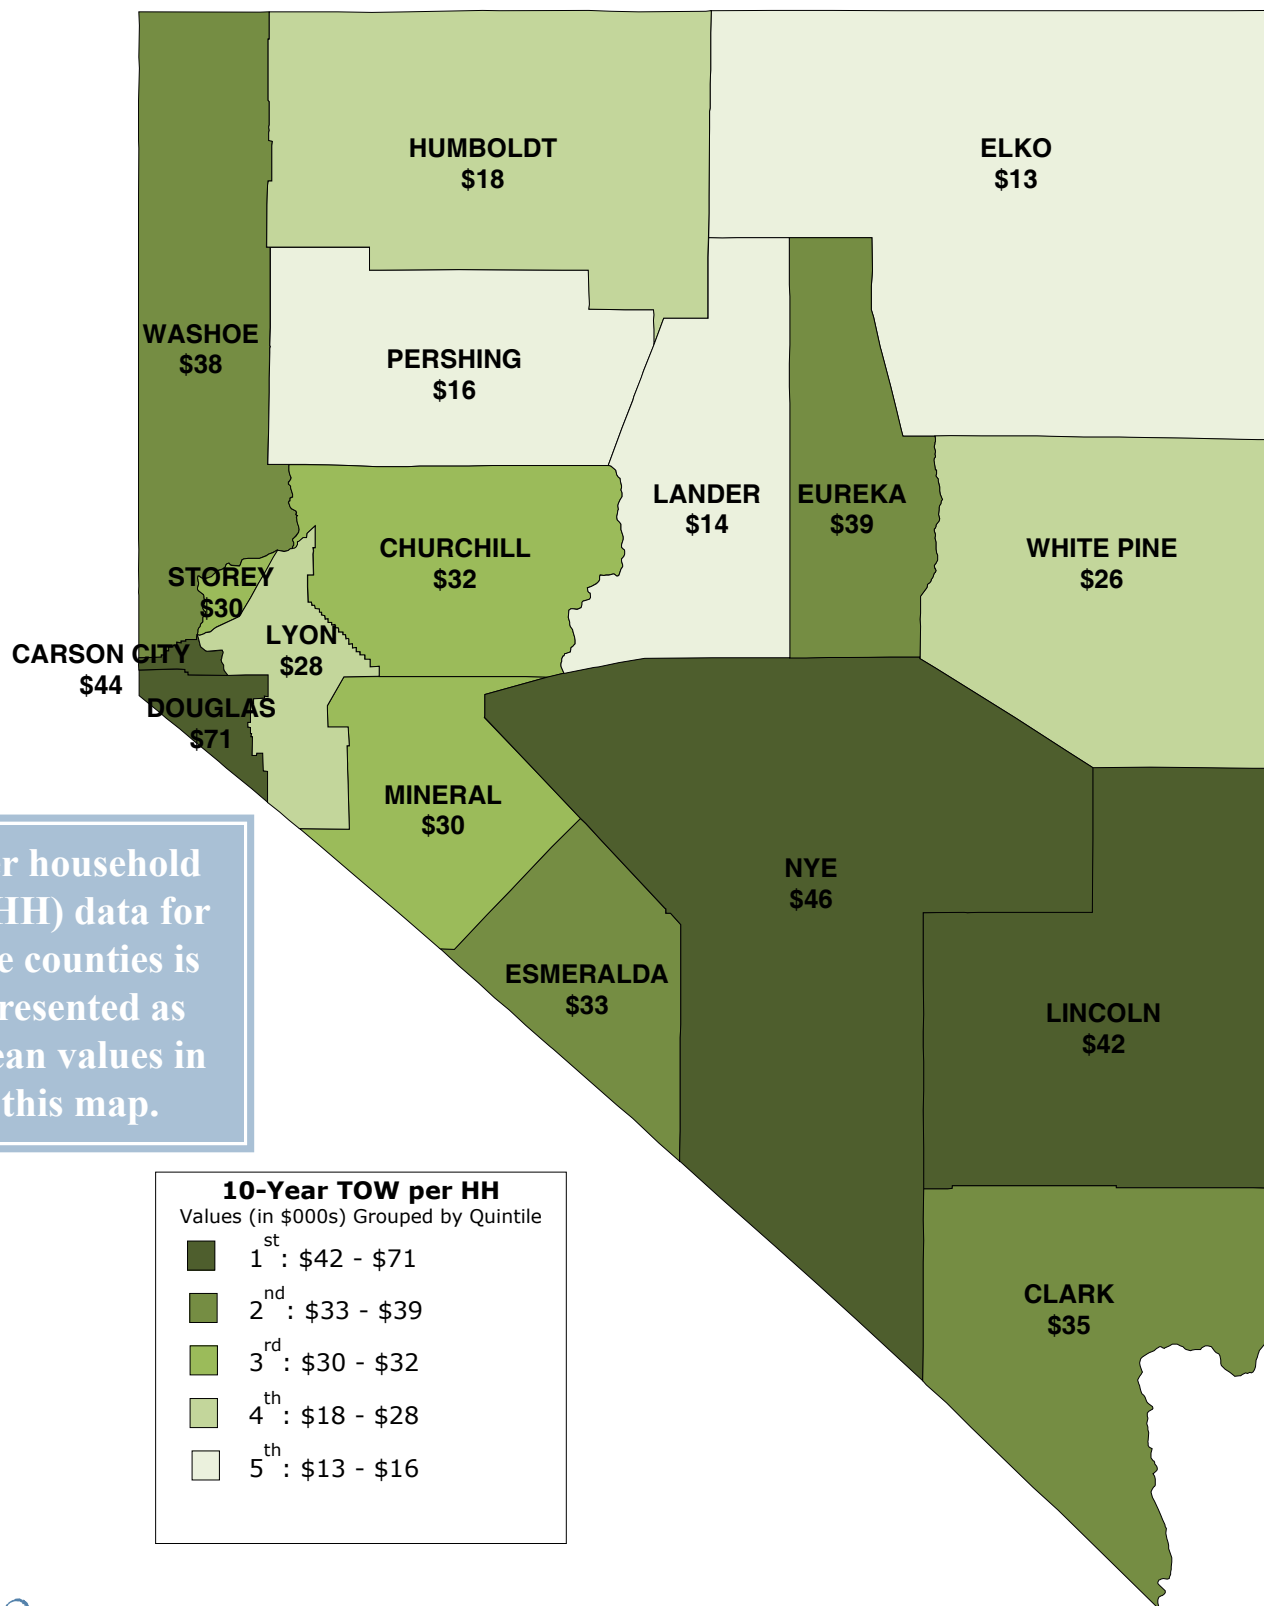 HUMBOLDT
$18
ELKO
$13
WASHOE
$38
PERSHING
$16
LANDER
$14
EUREKA
$39
CHURCHILL
$32
WHITE PINE
$26
STOREY
$30
LYON
$28
CARSON CITY
$44
DOUGLAS
$71
MINERAL
$30
NYE
$46
ESMERALDA
$33
LINCOLN
$42
CLARK
$35
r household
HH) data for
e counties is
resented as
ean values in
this map.
10-Year TOW per HH
Values (in $000s) Grouped by Quintile
1st: $42 - $71
2nd: $33 - $39
3rd: $30 - $32
4th: $18 - $28
5th: $13 - $16